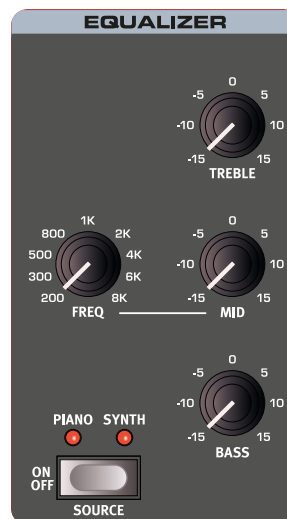 EQUALIZER
0
-5 5
-10 10
-15 15
TREBLE
1K
800 2K
500 4K
300 6K
200 8K
FREQ
0
-5 5
-10 10
-15 15
MID
0
-5 5
-10 10
-15 15
BASS
PIANO SYNTH
ON
OFF
SOURCE